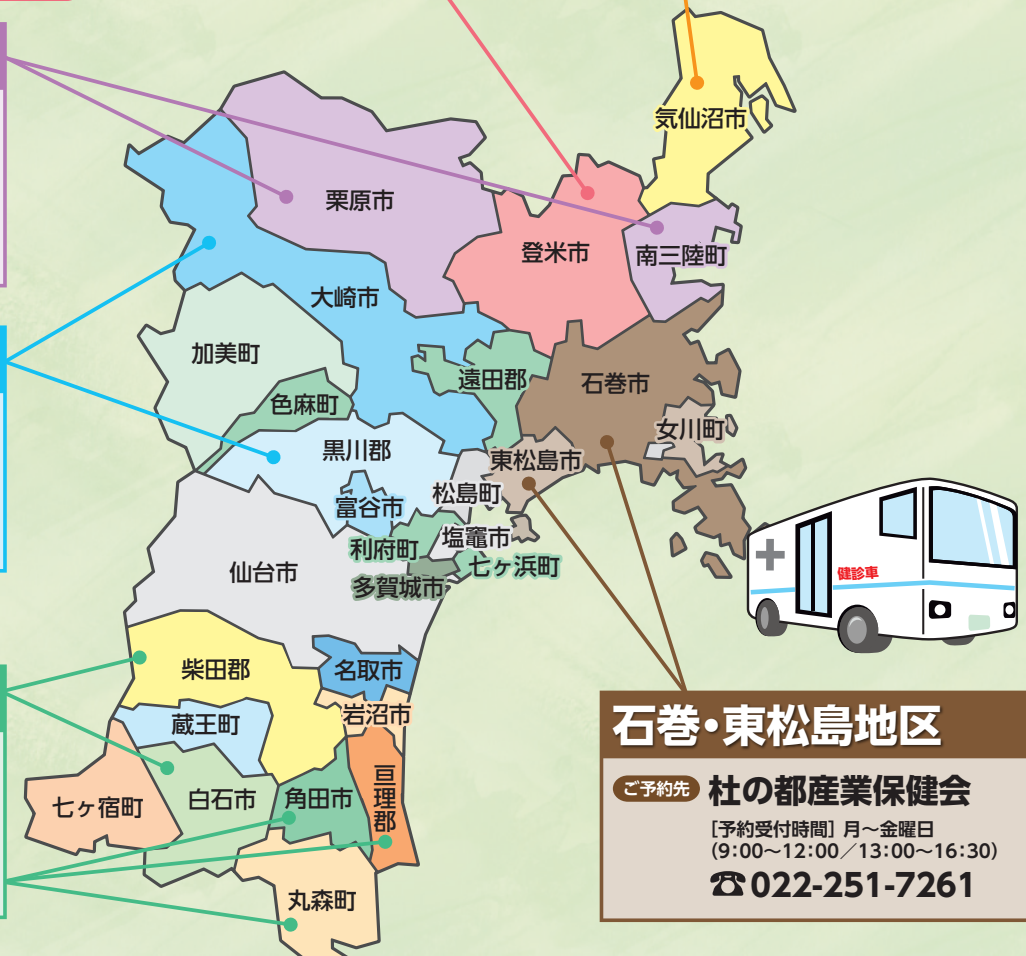 気仙沼市
栗原市
登米市
南三陸町
大崎市
加美町
遠田郡
石巻市
色麻町
女川町
黒川郡
東松島市
松島町
富谷市
塩竈市
利府町
七ヶ浜町
仙台市
多賀城市
健診車
柴田郡
名取市
蔵王町
岩沼市
七ヶ宿町
白石市
角田市
亘理郡
丸森町
石巻・東松島地区
ご予約先 杜の都産業保健会
［予約受付時間］月～金曜日
（9：00～12：00／13：00～16：30）
☎022-251-7261